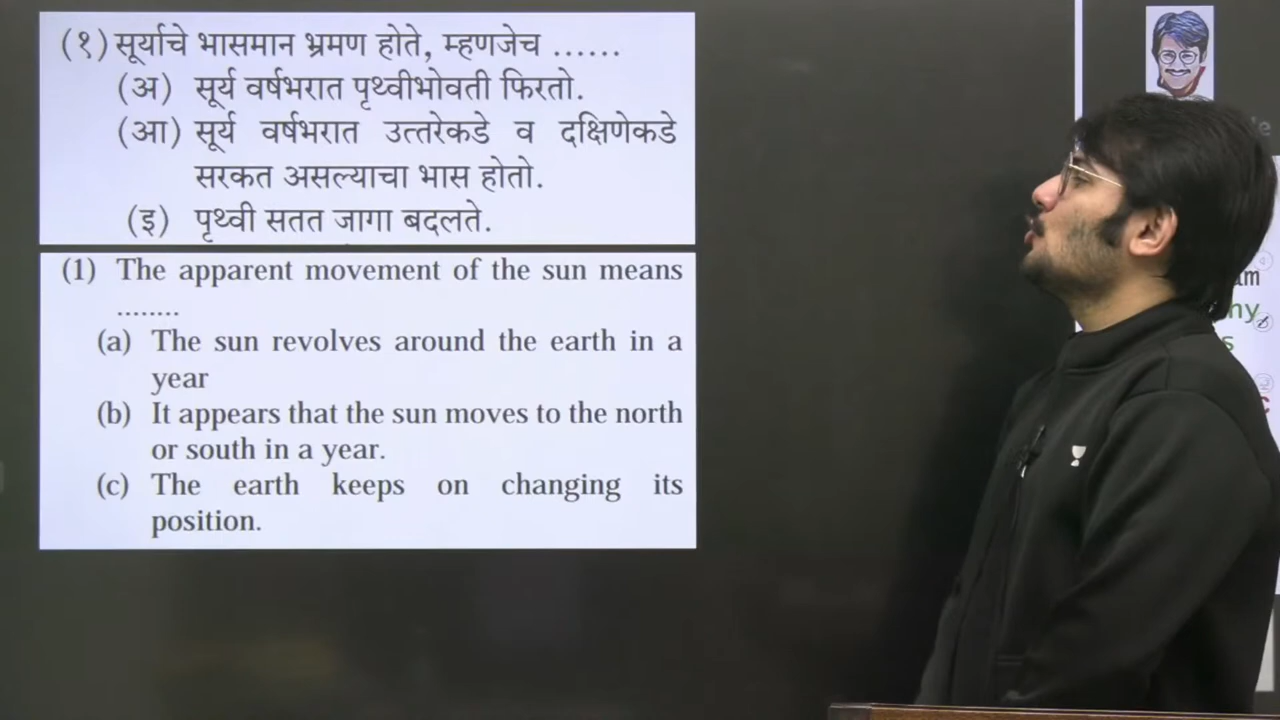 (१) सूर्याचे भासमान भ्रमण होते, म्हणजेच ......
(अ) सूर्य वर्षभरात पृथ्वीभोवती फिरतो.
(आ) सूर्य वर्षभरात उत्तरेकडे व दक्षिणेकडे
सरकत असल्याचा भास होतो.
(इ) पृथ्वी सतत जागा बदलते.
(1) The apparent movement of the sun means
........
(a) The sun revolves around the earth in a
year
(b) It appears that the sun moves to the north
or south in a year.
(c) The earth keeps on changing its
position.